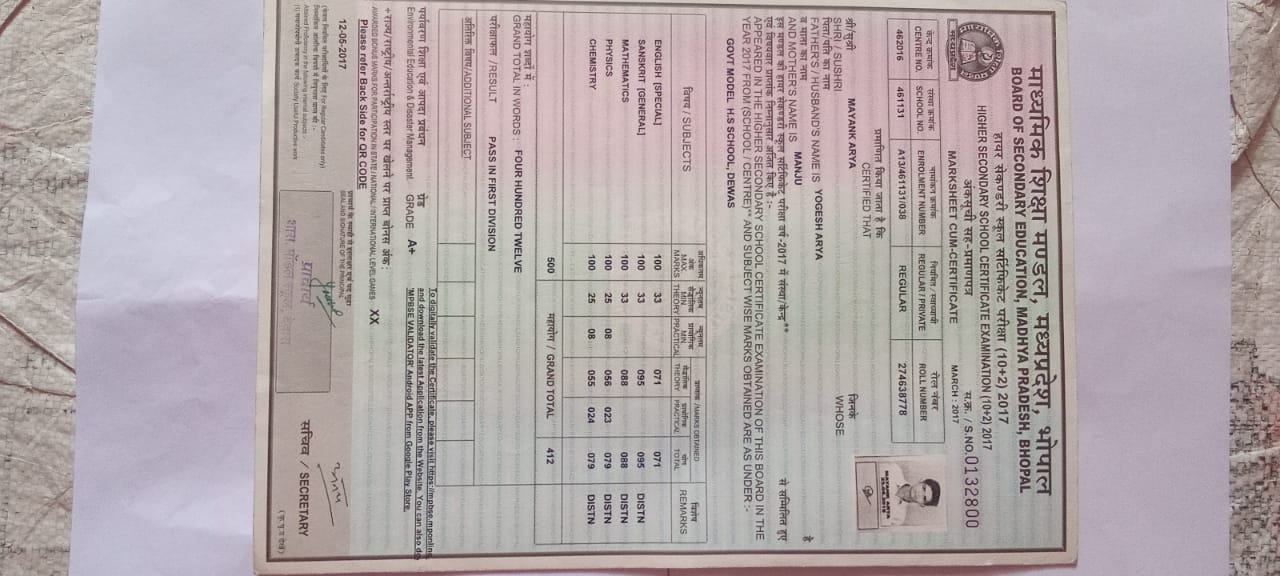 माध्यमिक शिक्षा मण्डल, मध्यप्रदेश, भोपाल
BOARD OF SECONDARY EDUCATION, MADHYA PRADESH, BHOPAL
हायर सेकण्डरी स्कूल सर्टिफिकेट परीक्षा (10+2) 2017
HIGHER SECONDARY SCHOOL CERTIFICATE EXAMINATION (10+2) 2017
अंकसूची सह-प्रमाणपत्र स.क्र. / S.NO.0132800
MARKSHEET CUM-CERTIFICATE MARCH : 2017
मध्यप्रदेश
केन्द्र क्रमांक संस्था क्रमांक नामांकन क्रमांक नियमित / स्वाध्यायी रोल नंबर
CENTRE NO. SCHOOL NO. ENROLMENT NUMBER REGULAR / PRIVATE ROLL NUMBER
462016 461131 A13/461131/038 REGULAR 274638778
MAYANK ARYA
प्रमाणित किया जाता है कि
CERTIFIED THAT
श्री/सुश्री MAYANK ARYA जिनके
SHRI / SUSHRI WHOSE
पिता/पति का नाम
FATHER'S / HUSBAND'S NAME IS YOGESH ARYA
व माता का नाम है
AND MOTHER'S NAME IS MANJU
इस मण्डल की हायर सेकण्डरी स्कूल सर्टिफिकेट परीक्षा वर्ष-2017 में संस्था/केन्द्र** से सम्मिलित हुए
एवं विषयवार प्राप्तांक निम्नानुसार अर्जित किए है :-
APPEARED IN THE HIGHER SECONDARY SCHOOL CERTIFICATE EXAMINATION OF THIS BOARD IN THE
YEAR 2017 FROM (SCHOOL / CENTRE)** AND SUBJECT WISE MARKS OBTAINED ARE AS UNDER :-
GOVT MODEL H.S SCHOOL, DEWAS
विषय / SUBJECTS
अधिकतम अंक MAX. MARKS
न्यूनतम सैद्धांतिक MIN. THEORY
न्यूनतम प्रायोगिक MIN. PRACTICAL
प्राप्तांक /MARKS OBTAINED
सैद्धांतिक THEORY
प्रायोगिक PRACTICAL
योग TOTAL
विशेष REMARKS
ENGLISH [SPECIAL] 100 33 071 071
SANSKRIT [GENERAL] 100 33 095 095 DISTN
MATHEMATICS 100 33 088 088 DISTN
PHYSICS 100 25 08 056 023 079 DISTN
CHEMISTRY 100 25 08 055 024 079 DISTN
500 महायोग / GRAND TOTAL 412
महायोग शब्दों में :
GRAND TOTAL IN WORDS : FOUR HUNDRED TWELVE
परीक्षाफल /RESULT PASS IN FIRST DIVISION
अतिरिक्त विषय/ADDITIONAL SUBJECT
To digitally validate the Certificate, please visit https://mpbse.mponline
and download the latest Application from the Website. You can also do
'MPBSE VALIDATOR' Android APP from Google Play Store.
पर्यावरण शिक्षा एवं आपदा प्रबंधन ग्रेड
Environmental Education & Disaster Management. GRADE A+
+राज्य/राष्ट्रीय/अन्तर्राष्ट्रीय स्तर पर खेलने पर प्राप्त बोनस अंक:
AWARDED BONUS MARKS FOR PARTICIPATION IN STATE / NATIONAL / INTERNATIONAL LEVEL GAMES XX
Please refer Back Side for QR CODE
12-05-2017
SEAL AND SIGNATURE OF THE PRINCIPAL
(केवल नियमित परीक्षार्थियों के लिए For Regular Candidates only)
Attained Proficiency in the following internal subjects :-
(1) समाजोपयोगी उत्पादक कार्य Socially Useful Productive work
प्राचार्य
शास. मॉडल स्कूल, देवास
सचिव / SECRETARY
(कृ.पृ.उ. देखें)